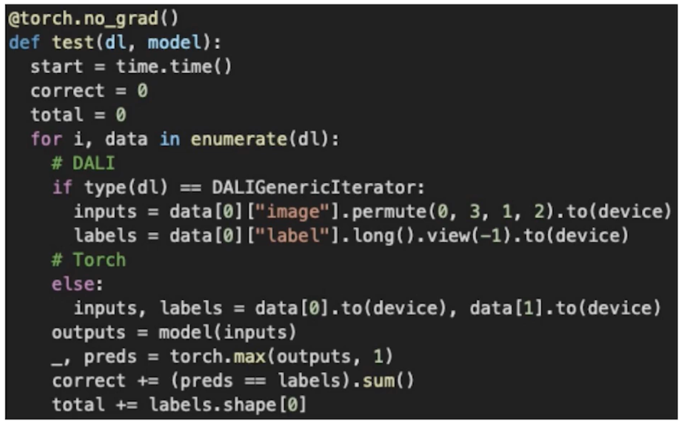 @torch.no_grad()
def test(dl, model):
  start = time.time()
  correct = 0
  total = 0
  for i, data in enumerate(dl):
    # DALI
    if type(dl) == DALIGenericIterator:
      inputs = data[0]["image"].permute(0, 3, 1, 2).to(device)
      labels = data[0]["label"].long().view(-1).to(device)
    # Torch
    else:
      inputs, labels = data[0].to(device), data[1].to(device)
    outputs = model(inputs)
    _, preds = torch.max(outputs, 1)
    correct += (preds == labels).sum()
    total += labels.shape[0]